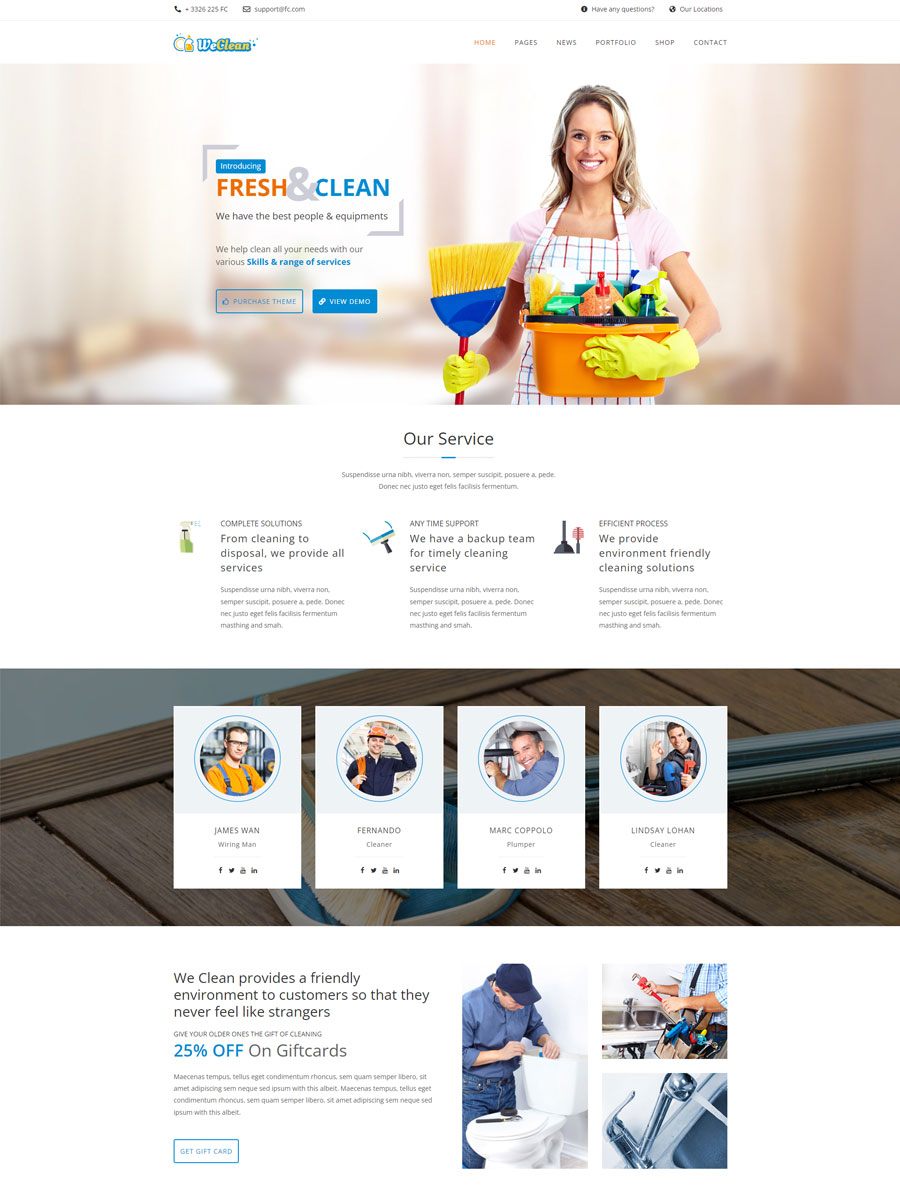 + 3326 225 FC support@fc.com Have any questions? Our Locations
WeClean HOME PAGES NEWS PORTFOLIO SHOP CONTACT
Introducing
FRESH & CLEAN
We have the best people & equipments
We help clean all your needs with our
various Skills & range of services
PURCHASE THEME VIEW DEMO
Our Service
Suspendisse urna nibh, viverra non, semper suscipit, posuere a, pede.
Donec nec justo eget felis facilisis fermentum.
COMPLETE SOLUTIONS
From cleaning to
disposal, we provide all
services
Suspendisse urna nibh, viverra non,
semper suscipit, posuere a, pede. Donec
nec justo eget felis facilisis fermentum
masthing and smah.
ANY TIME SUPPORT
We have a backup team
for timely cleaning
service
Suspendisse urna nibh, viverra non,
semper suscipit, posuere a, pede. Donec
nec justo eget felis facilisis fermentum
masthing and smah.
EFFICIENT PROCESS
We provide
environment friendly
cleaning solutions
Suspendisse urna nibh, viverra non,
semper suscipit, posuere a, pede. Donec
nec justo eget felis facilisis fermentum
masthing and smah.
JAMES WAN
Wiring Man
FERNANDO
Cleaner
MARC COPPOLO
Plumper
LINDSAY LOHAN
Cleaner
We Clean provides a friendly
environment to customers so that they
never feel like strangers
GIVE YOUR OLDER ONES THE GIFT OF CLEANING
25% OFF On Giftcards
Maecenas tempus, tellus eget condimentum rhoncus, sem quam semper libero, sit
amet adipiscing sem neque sed ipsum with this albeit. Maecenas tempus, tellus eget
condimentum rhoncus, sem quam semper libero, sit amet adipiscing sem neque sed
ipsum with this albeit.
GET GIFT CARD